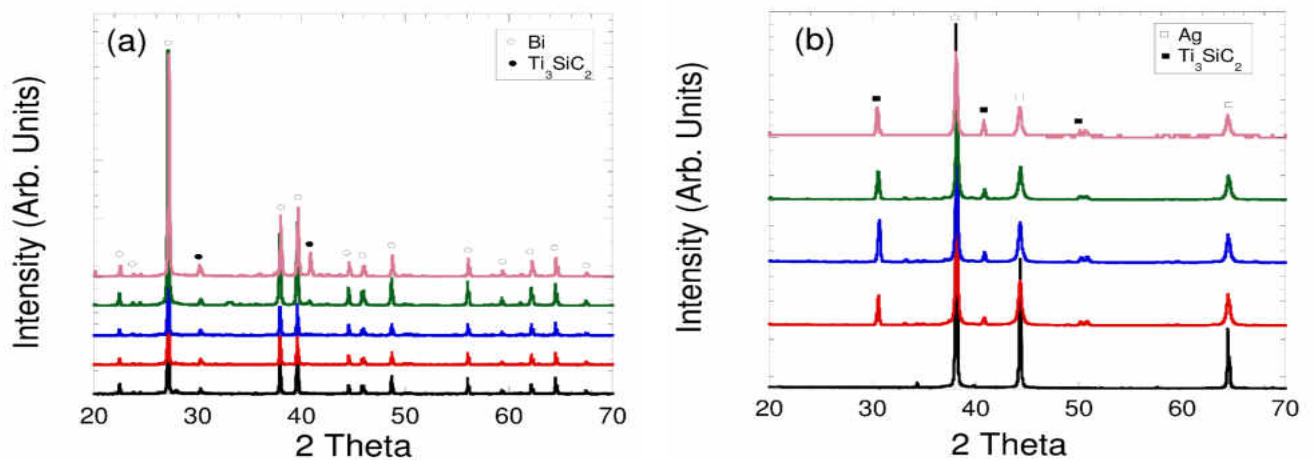 (a)
Bi
Ti₃SiC₂
Intensity (Arb. Units)
20 30 40 50 60 70
2 Theta
(b)
Ag
Ti₃SiC₂
Intensity (Arb. Units)
20 30 40 50 60 70
2 Theta